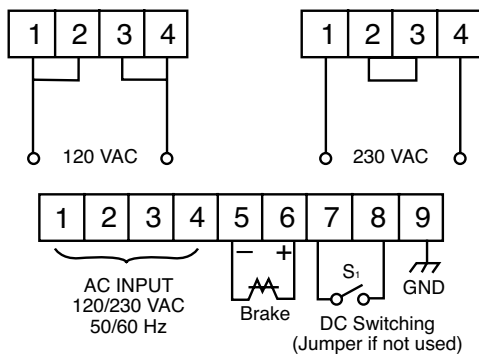 1 2 3 4
120 VAC
1 2 3 4
230 VAC
1 2 3 4 5 6 7 8 9
− +
AC INPUT
120/230 VAC
50/60 Hz
Brake
S1
DC Switching
(Jumper if not used)
GND